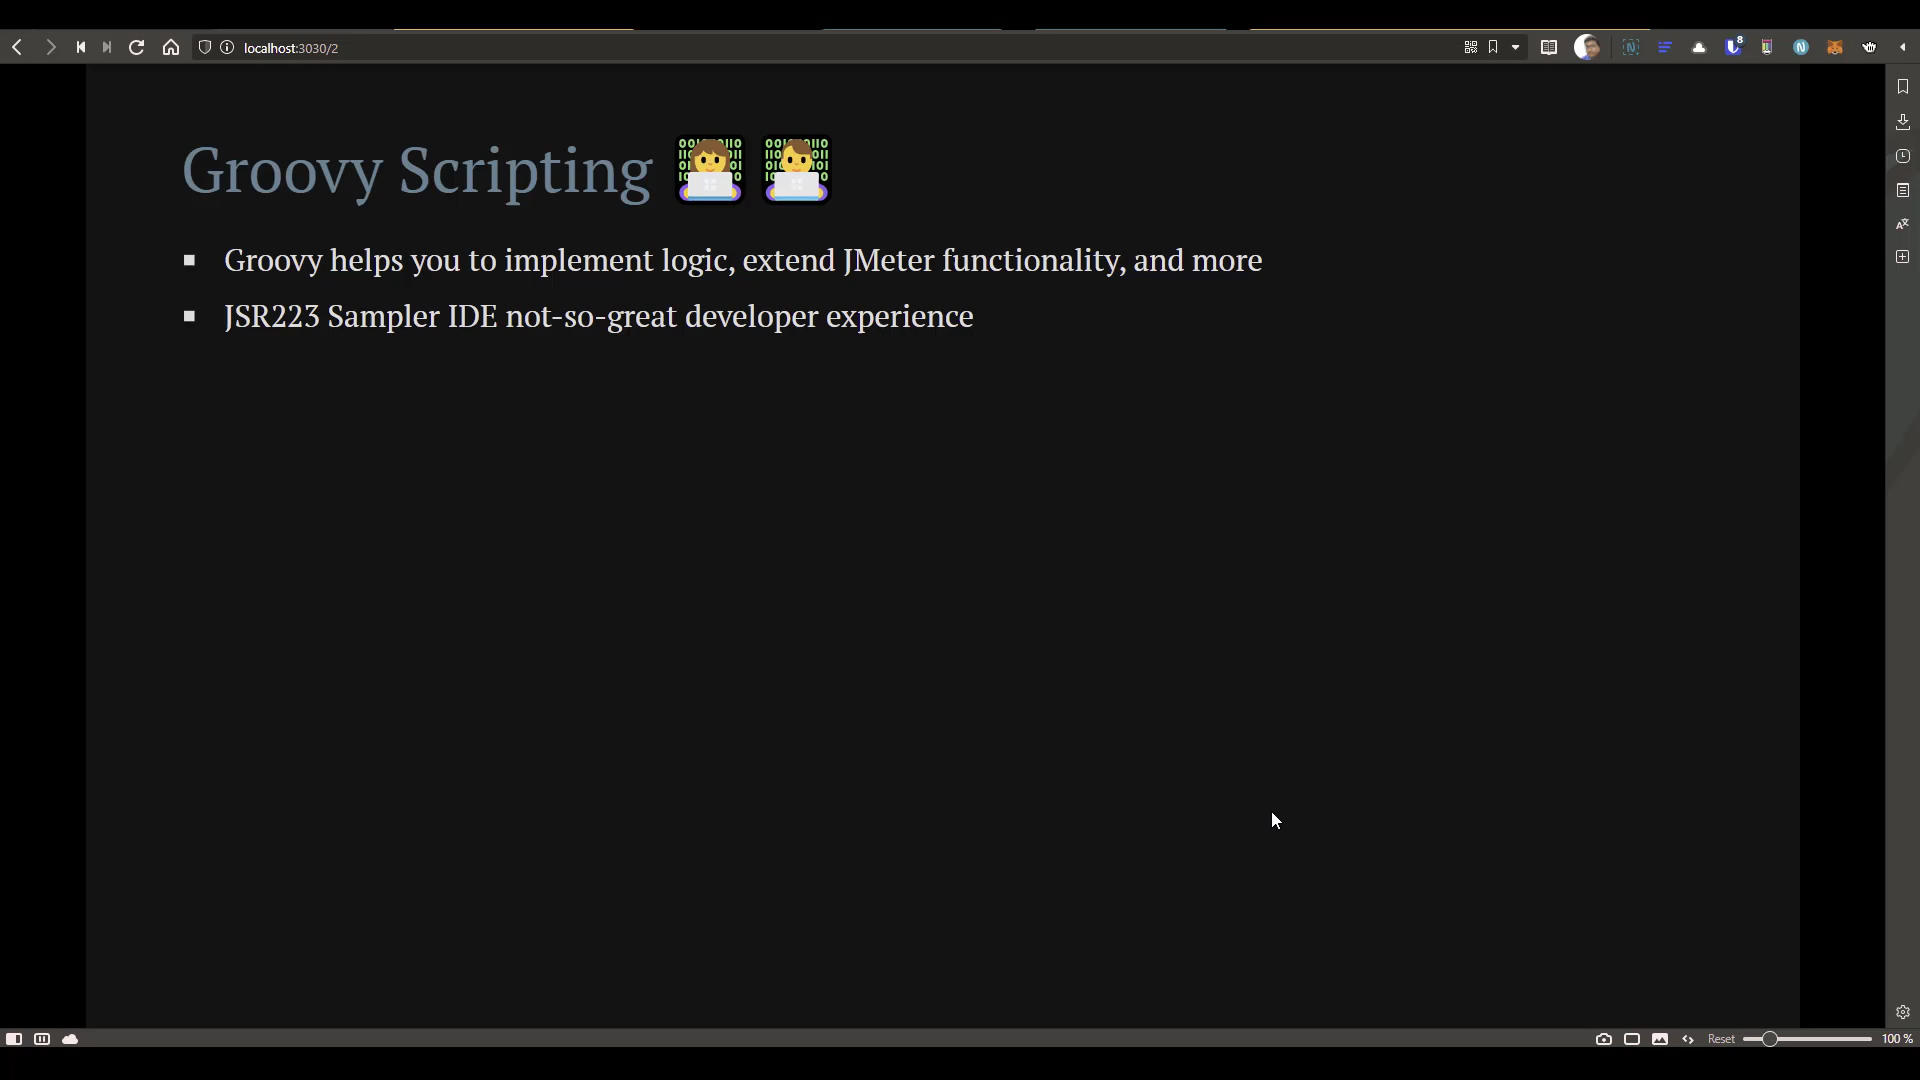 localhost:3030/2
8
Groovy Scripting
Groovy helps you to implement logic, extend JMeter functionality, and more
JSR223 Sampler IDE not-so-great developer experience
Reset
100 %